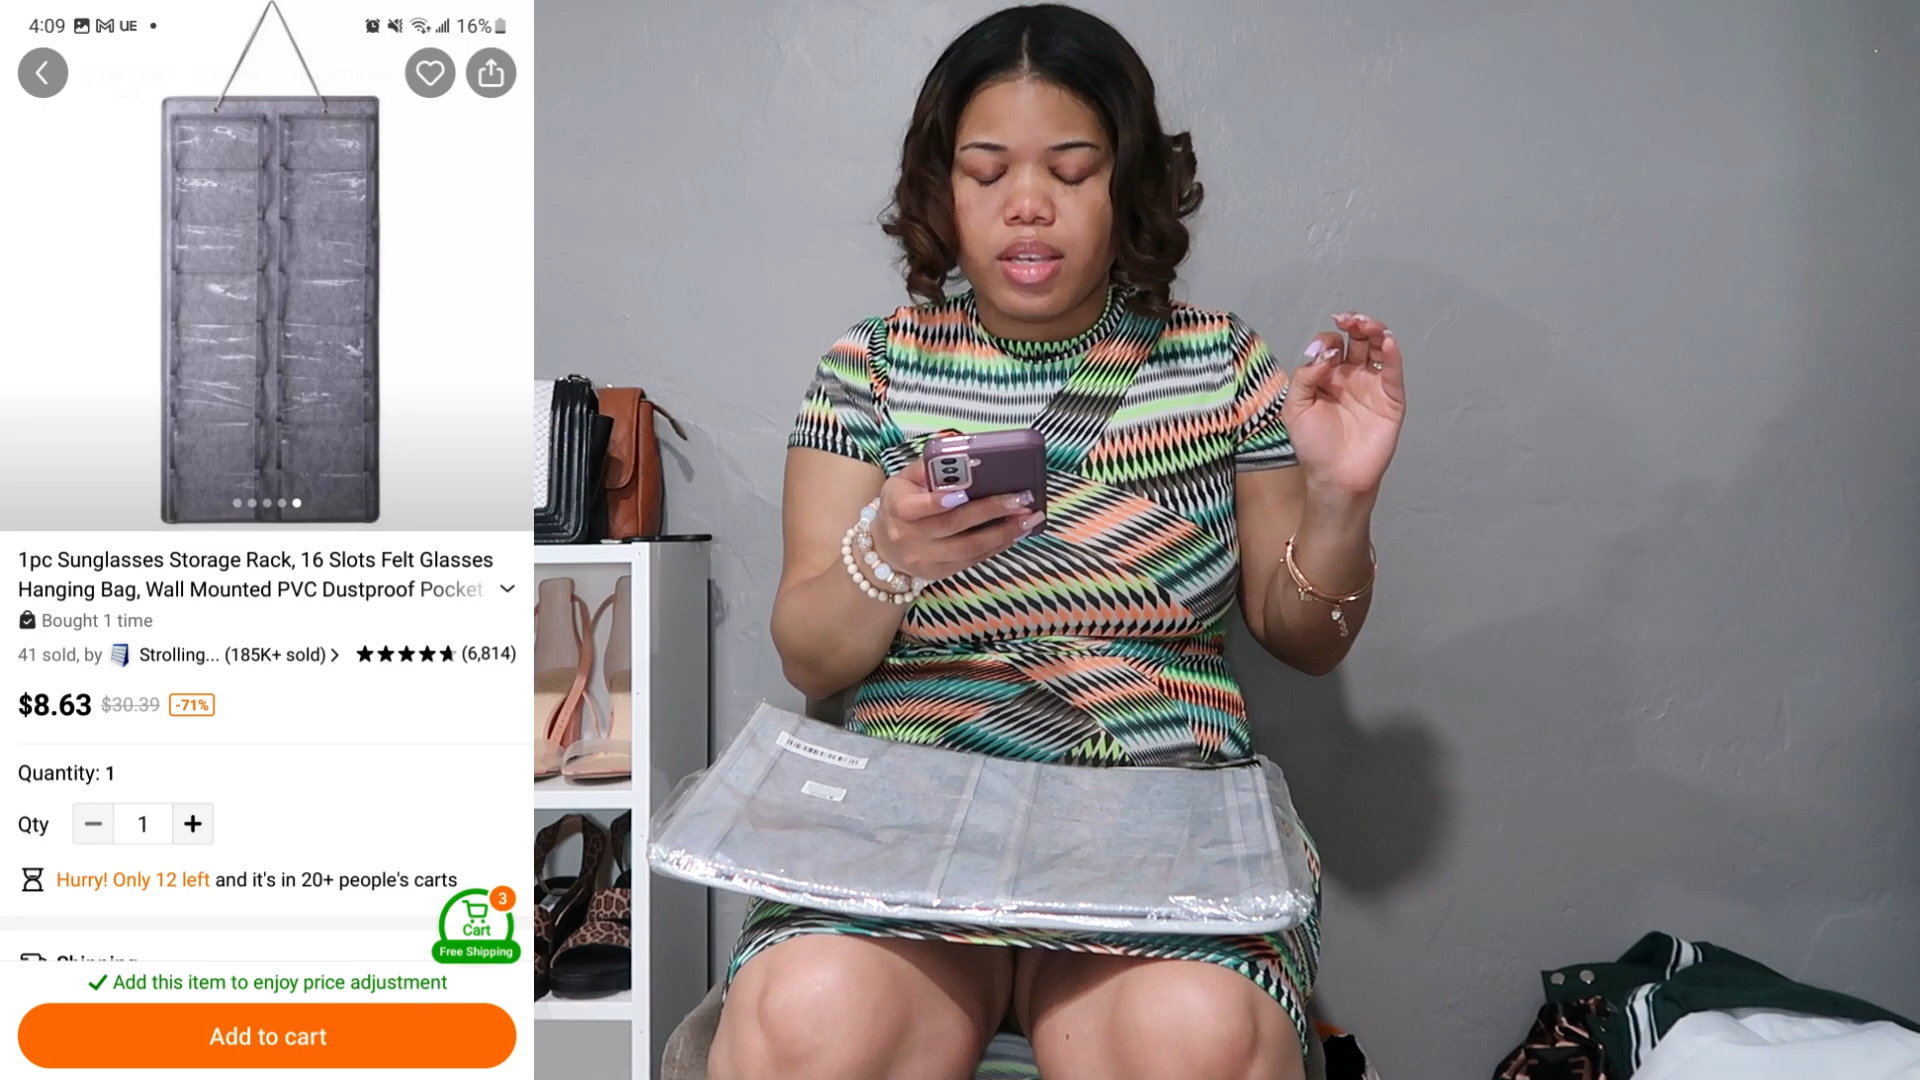 4:09 UE 16%
1pc Sunglasses Storage Rack, 16 Slots Felt Glasses
Hanging Bag, Wall Mounted PVC Dustproof Pocket
Bought 1 time
41 sold, by Strolling... (185K+ sold) (6,814)
$8.63 $30.39 -71%
Quantity: 1
Qty 1
Hurry! Only 12 left and it's in 20+ people's carts
3
Cart
Free Shipping
Shipping
Add this item to enjoy price adjustment
Add to cart